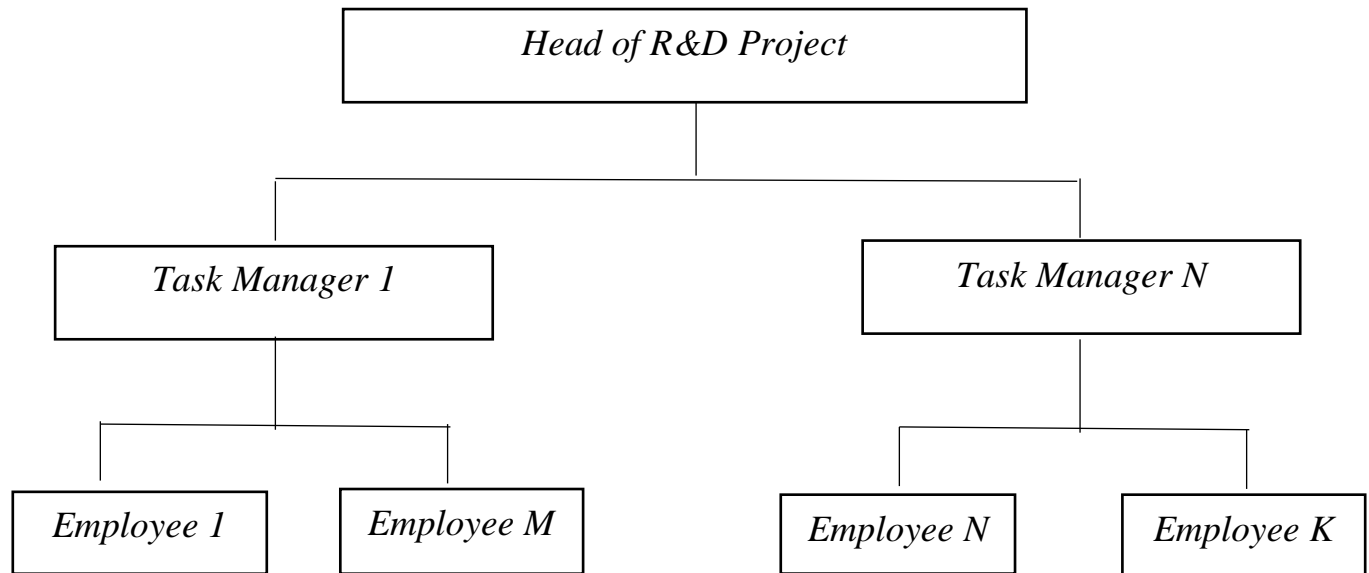 Head of R&D Project
Task Manager 1
Task Manager N
Employee 1
Employee M
Employee N
Employee K